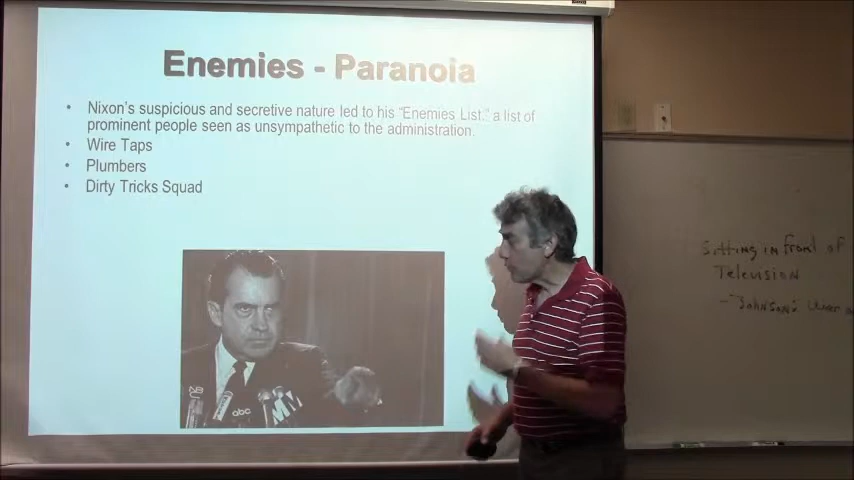 Enemies - Paranoia
• Nixon's suspicious and secretive nature led to his "Enemies List," a list of
prominent people seen as unsympathetic to the administration.
• Wire Taps
• Plumbers
• Dirty Tricks Squad
abc
Sitting in front of
Television
- Johnson's